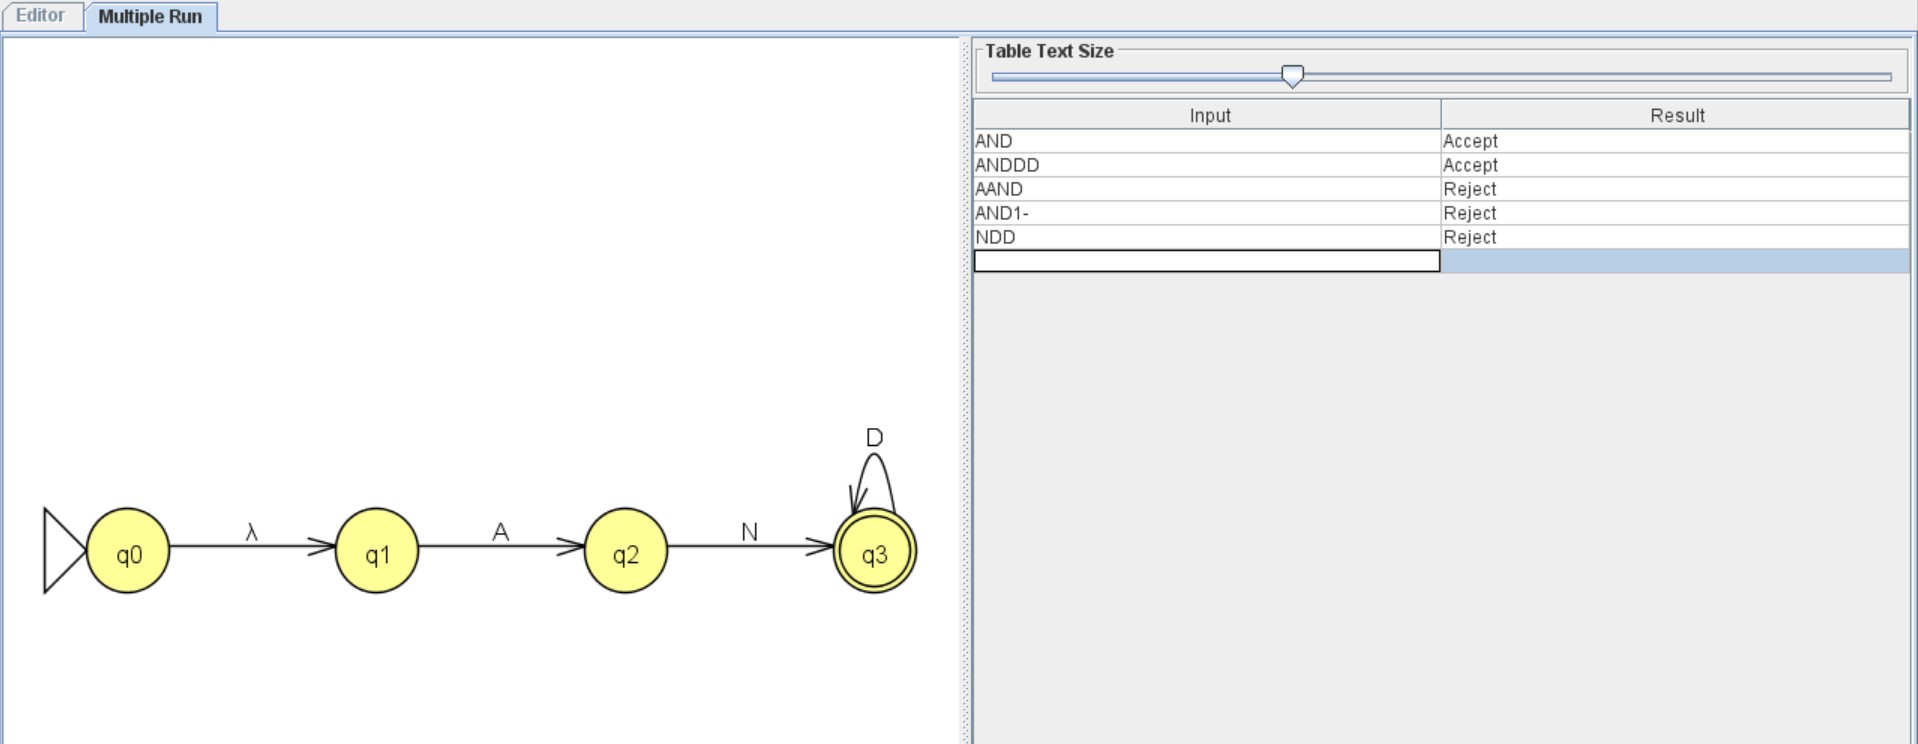 Editor Multiple Run
Table Text Size
Input Result
AND Accept
ANDDD Accept
AAND Reject
AND1- Reject
NDD Reject
D
λ A N
q0 q1 q2 q3